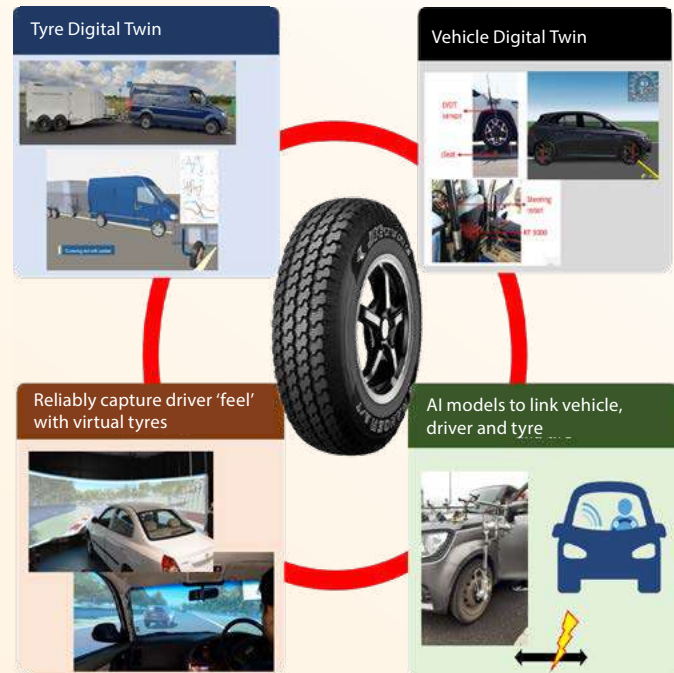 Tyre Digital Twin
Vehicle Digital Twin
LVDT
sensor
cleat
Steering
robot
RT 3000
Reliably capture driver ‘feel’
with virtual tyres
AI models to link vehicle,
driver and tyre